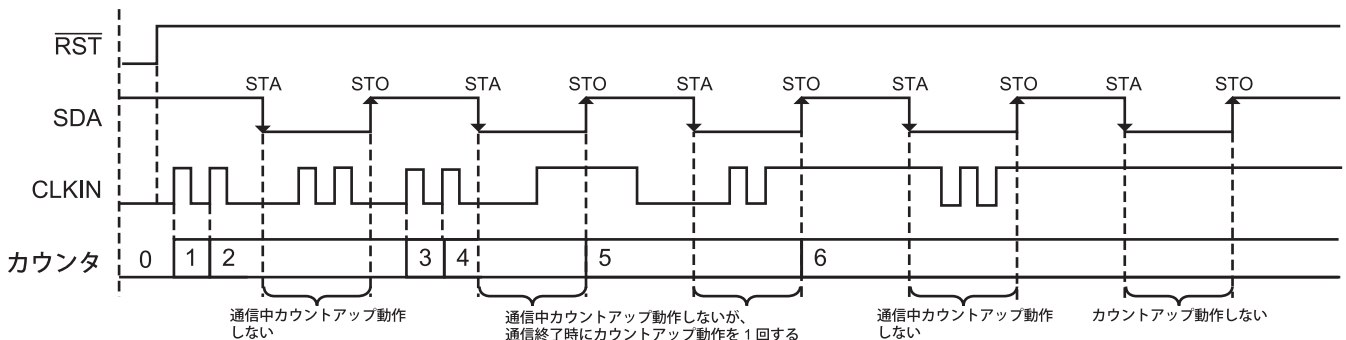 RST
STA STO STA STO STA STO STA STO STA STO
SDA
CLKIN
カウンタ 0 1 2 3 4 5 6
通信中カウントアップ動作
しない
通信中カウントアップ動作しないが、
通信終了時にカウントアップ動作を1回する
通信中カウントアップ動作
しない
カウントアップ動作しない